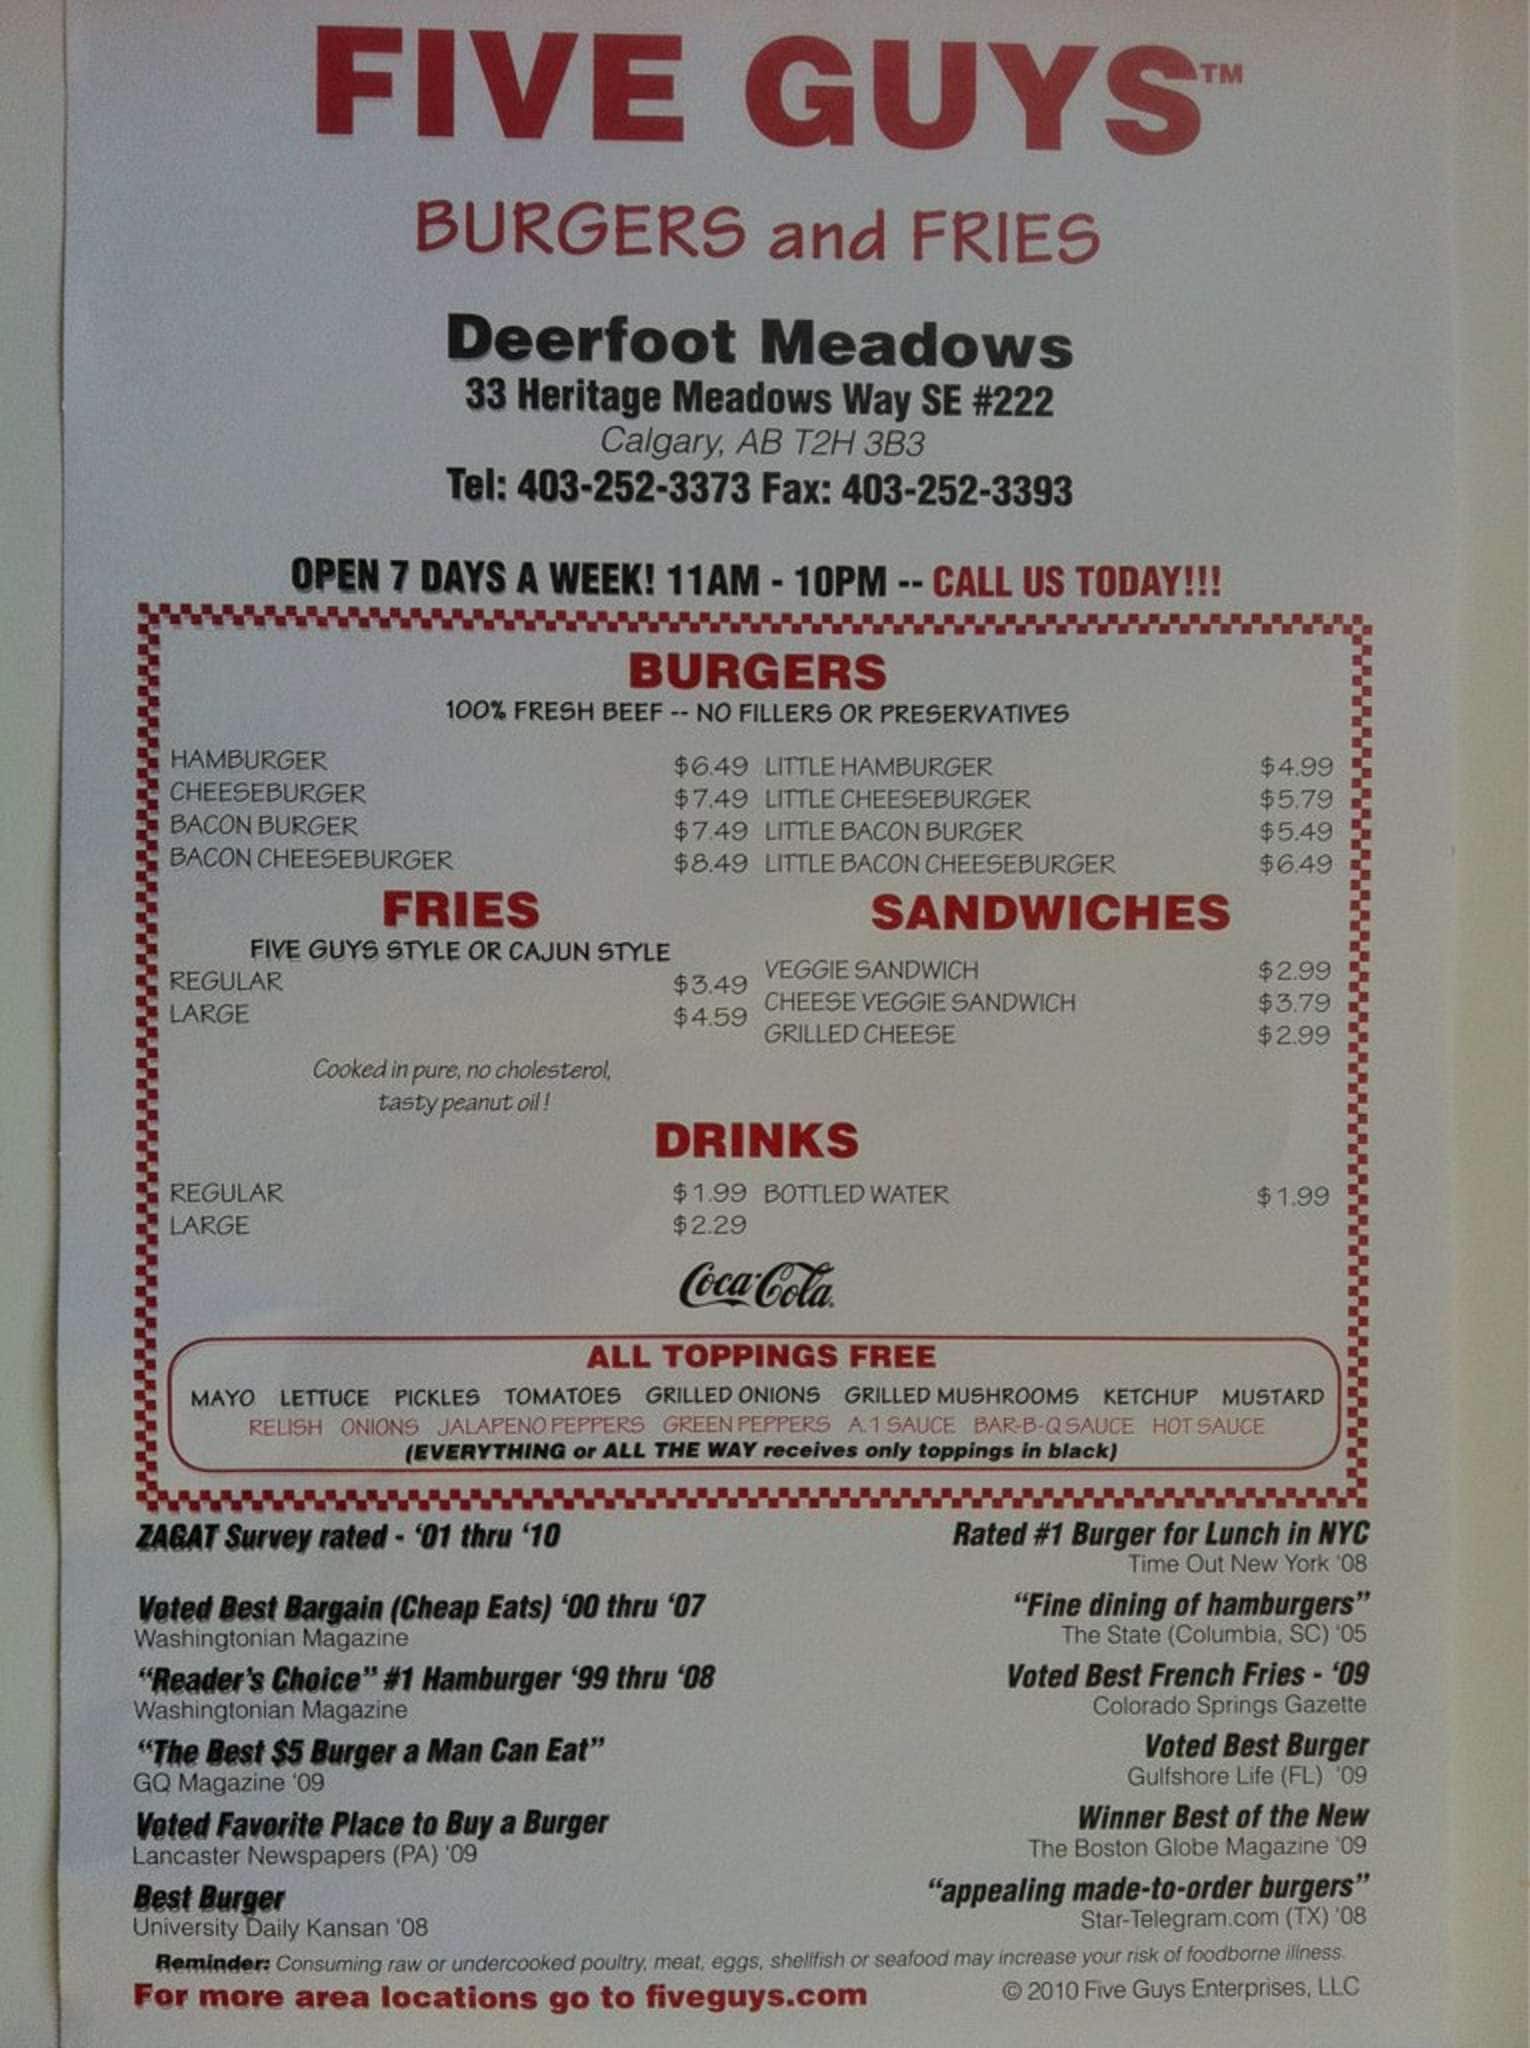 FIVE GUYS™
BURGERS and FRIES
Deerfoot Meadows
33 Heritage Meadows Way SE #222
Calgary, AB T2H 3B3
Tel: 403-252-3373 Fax: 403-252-3393
OPEN 7 DAYS A WEEK! 11AM - 10PM -- CALL US TODAY!!!
BURGERS
100% FRESH BEEF -- NO FILLERS OR PRESERVATIVES
HAMBURGER $6.49
CHEESEBURGER $7.49
BACON BURGER $7.49
BACON CHEESEBURGER $8.49
LITTLE HAMBURGER $4.99
LITTLE CHEESEBURGER $5.79
LITTLE BACON BURGER $5.49
LITTLE BACON CHEESEBURGER $6.49
FRIES
FIVE GUYS STYLE OR CAJUN STYLE
REGULAR $3.49
LARGE $4.59
Cooked in pure, no cholesterol,
tasty peanut oil!
SANDWICHES
VEGGIE SANDWICH $2.99
CHEESE VEGGIE SANDWICH $3.79
GRILLED CHEESE $2.99
DRINKS
REGULAR $1.99
LARGE $2.29
BOTTLED WATER $1.99
Coca-Cola
ALL TOPPINGS FREE
MAYO LETTUCE PICKLES TOMATOES GRILLED ONIONS GRILLED MUSHROOMS KETCHUP MUSTARD
RELISH ONIONS JALAPENO PEPPERS GREEN PEPPERS A.1 SAUCE BAR-B-Q SAUCE HOT SAUCE
(EVERYTHING or ALL THE WAY receives only toppings in black)
ZAGAT Survey rated - '01 thru '10
Voted Best Bargain (Cheap Eats) '00 thru '07
Washingtonian Magazine
"Reader's Choice" #1 Hamburger '99 thru '08
Washingtonian Magazine
"The Best $5 Burger a Man Can Eat"
GQ Magazine '09
Voted Favorite Place to Buy a Burger
Lancaster Newspapers (PA) '09
Best Burger
University Daily Kansan '08
Rated #1 Burger for Lunch in NYC
Time Out New York '08
"Fine dining of hamburgers"
The State (Columbia, SC) '05
Voted Best French Fries - '09
Colorado Springs Gazette
Voted Best Burger
Gulfshore Life (FL) '09
Winner Best of the New
The Boston Globe Magazine '09
"appealing made-to-order burgers"
Star-Telegram.com (TX) '08
Reminder: Consuming raw or undercooked poultry, meat, eggs, shellfish or seafood may increase your risk of foodborne illness.
For more area locations go to fiveguys.com
© 2010 Five Guys Enterprises, LLC